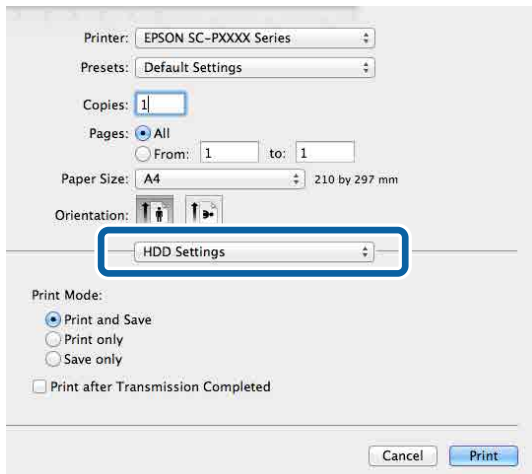 Printer: EPSON SC-PXXXX Series
Presets: Default Settings
Copies: 1
Pages: All
From: 1 to: 1
Paper Size: A4 210 by 297 mm
Orientation:
HDD Settings
Print Mode:
Print and Save
Print only
Save only
Print after Transmission Completed
Cancel Print